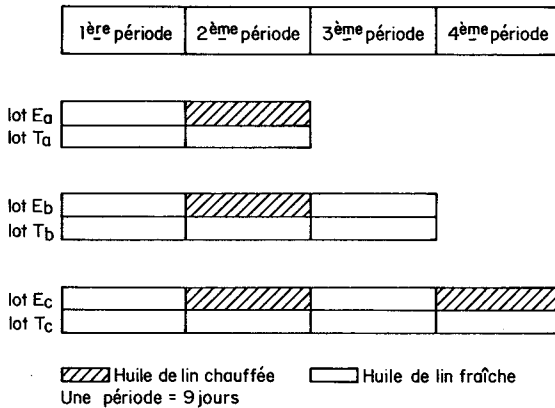 1ère période 2ème période 3ème période 4ème période
lot Ea
lot Ta
lot Eb
lot Tb
lot Ec
lot Tc
Huile de lin chauffée Huile de lin fraîche
Une période = 9 jours